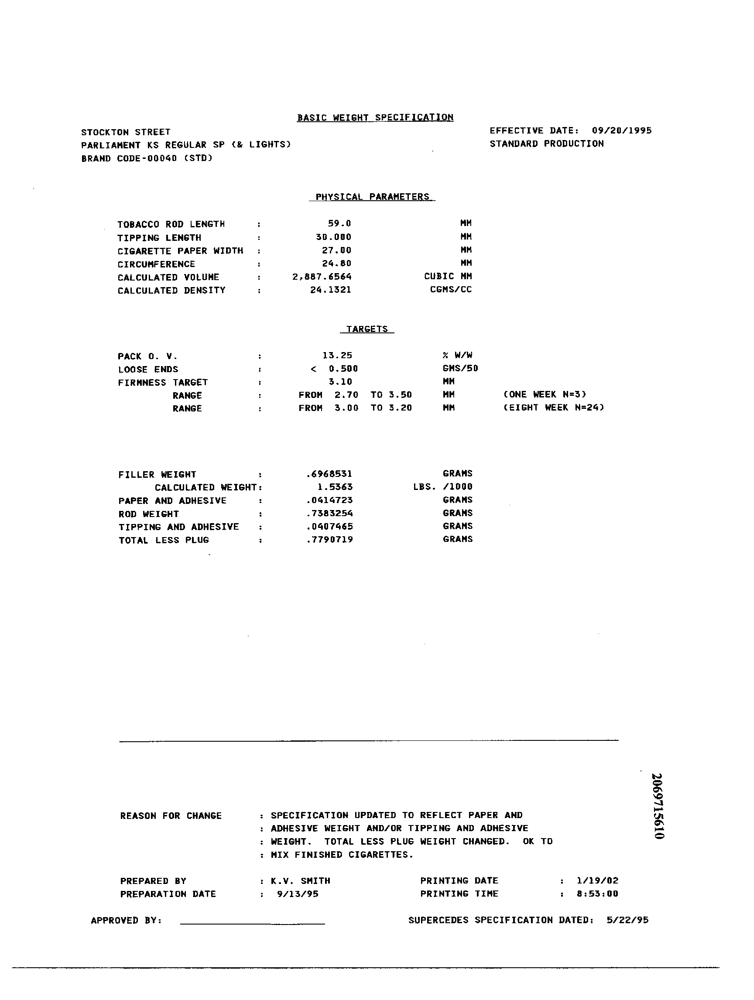 BASIC WEIGHT SPECIFICATION
STOCKTON STREET EFFECTIVE DATE: 09/20/1995
PARLIAMENT KS REGULAR SP (& LIGHTS) STANDARD PRODUCTION
BRAND CODE-00040 (STD)
PHYSICAL PARAMETERS
TOBACCO ROD LENGTH : 59.0 MM
TIPPING LENGTH : 30.000 MM
CIGARETTE PAPER WIDTH : 27.00 MM
CIRCUMFERENCE : 24.80 MM
CALCULATED VOLUME : 2,887.6564 CUBIC MM
CALCULATED DENSITY : 24.1321 CGMS/CC
TARGETS
PACK O. V. : 13.25 % W/W
LOOSE ENDS : < 0.500 GMS/50
FIRMNESS TARGET : 3.10 MM
RANGE : FROM 2.70 TO 3.50 MM (ONE WEEK N=3)
RANGE : FROM 3.00 TO 3.20 MM (EIGHT WEEK N=24)
FILLER WEIGHT : .6968531 GRAMS
CALCULATED WEIGHT: 1.5363 LBS. /1000
PAPER AND ADHESIVE : .0414723 GRAMS
ROD WEIGHT : .7383254 GRAMS
TIPPING AND ADHESIVE : .0407465 GRAMS
TOTAL LESS PLUG : .7790719 GRAMS
2069715610
REASON FOR CHANGE : SPECIFICATION UPDATED TO REFLECT PAPER AND
: ADHESIVE WEIGHT AND/OR TIPPING AND ADHESIVE
: WEIGHT. TOTAL LESS PLUG WEIGHT CHANGED. OK TO
: MIX FINISHED CIGARETTES.
PREPARED BY : K.V. SMITH PRINTING DATE : 1/19/02
PREPARATION DATE : 9/13/95 PRINTING TIME : 8:53:00
APPROVED BY: SUPERCEDES SPECIFICATION DATED: 5/22/95